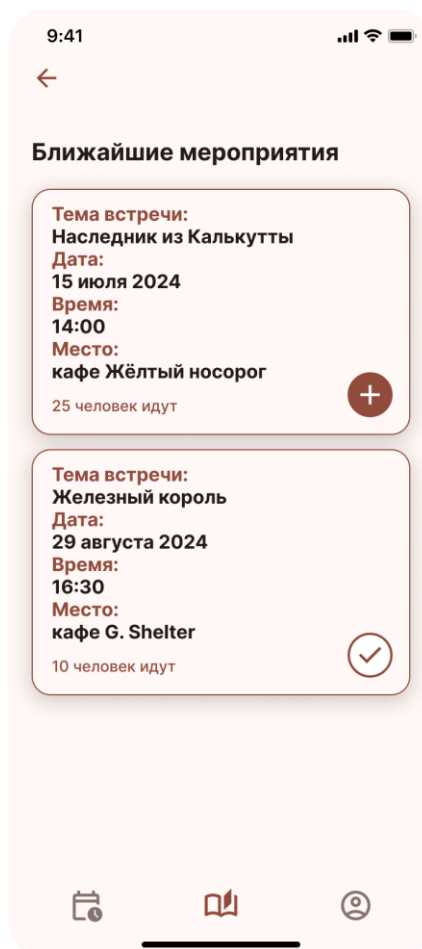 9:41
Ближайшие мероприятия
Тема встречи:
Наследник из Калькутты
Дата:
15 июля 2024
Время:
14:00
Место:
кафе Жёлтый носорог
25 человек идут
Тема встречи:
Железный король
Дата:
29 августа 2024
Время:
16:30
Место:
кафе G. Shelter
10 человек идут